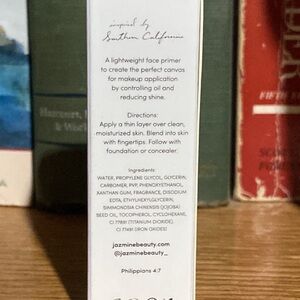 inspired by
Southern California
A lightweight face primer
to create the perfect canvas
for makeup application
by controlling oil and
reducing shine.
Directions:
Apply a thin layer over clean,
moisturized skin. Blend into skin
with fingertips. Follow with
foundation or concealer.
Ingredients:
WATER, PROPYLENE GLYCOL, GLYCERIN,
CARBOMER, PVP, PHENOXYETHANOL,
XANTHAN GUM, FRAGRANCE, DISODIUM
EDTA, ETHYLHEXYLGLYCERIN,
SIMMONDSIA CHINENSIS (JOJOBA)
SEED OIL, TOCOPHEROL, CYCLOHEXANE,
CI 77891 (TITANIUM DIOXIDE),
CI 77491 (IRON OXIDES)
jazminebeauty.com
@jazminebeauty_
Philippians 4:7
Harcourt,
FIFTH